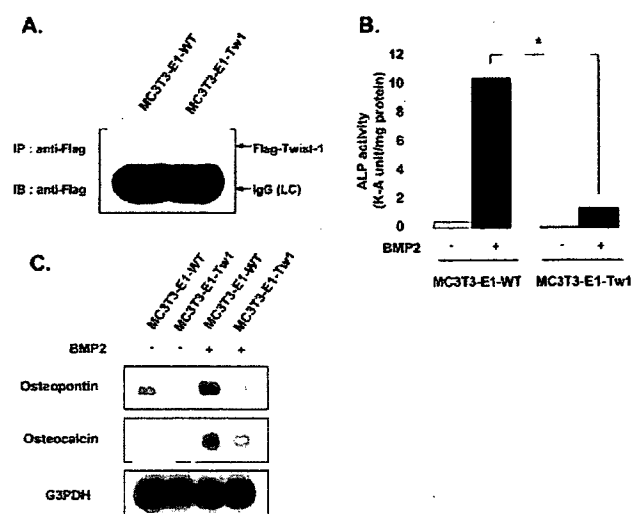 A.
MC3T3-E1-WT
MC3T3-E1-Tw1
IP : anti-Flag
Flag-Twist-1
IB : anti-Flag
IgG (LC)
B.
*
12
10
8
6
4
2
0
ALP activity
(K-A unit/mg protein)
BMP2 - + - +
MC3T3-E1-WT MC3T3-E1-Tw1
C.
MC3T3-E1-WT
MC3T3-E1-Tw1
MC3T3-E1-WT
MC3T3-E1-Tw1
BMP2 - - + +
Osteopontin
Osteocalcin
G3PDH